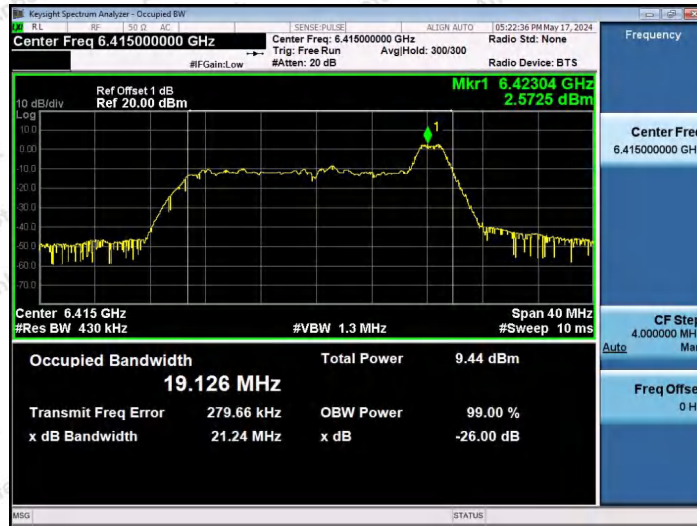 Keysight Spectrum Analyzer - Occupied BW
RL RF 50 Ω AC SENSE:PULSE ALIGN AUTO 05:22:36 PM May 17, 2024
Center Freq 6.415000000 GHz Center Freq: 6.415000000 GHz Radio Std: None
Trig: Free Run Avg|Hold: 300/300
#IFGain:Low #Atten: 20 dB Radio Device: BTS
Frequency
Mkr1 6.42304 GHz
2.5725 dBm
Ref Offset 1 dB
10 dB/div Ref 20.00 dBm
Log
10.0
0.00
-10.0
-20.0
-30.0
-40.0
-50.0
-60.0
-70.0
1
Center 6.415 GHz Span 40 MHz
#Res BW 430 kHz #VBW 1.3 MHz #Sweep 10 ms
Occupied Bandwidth Total Power 9.44 dBm
19.126 MHz
Transmit Freq Error 279.66 kHz OBW Power 99.00 %
x dB Bandwidth 21.24 MHz x dB -26.00 dB
Center Freq
6.415000000 GH
CF Step
4.000000 MH
Auto Man
Freq Offse
0 H
MSG STATUS